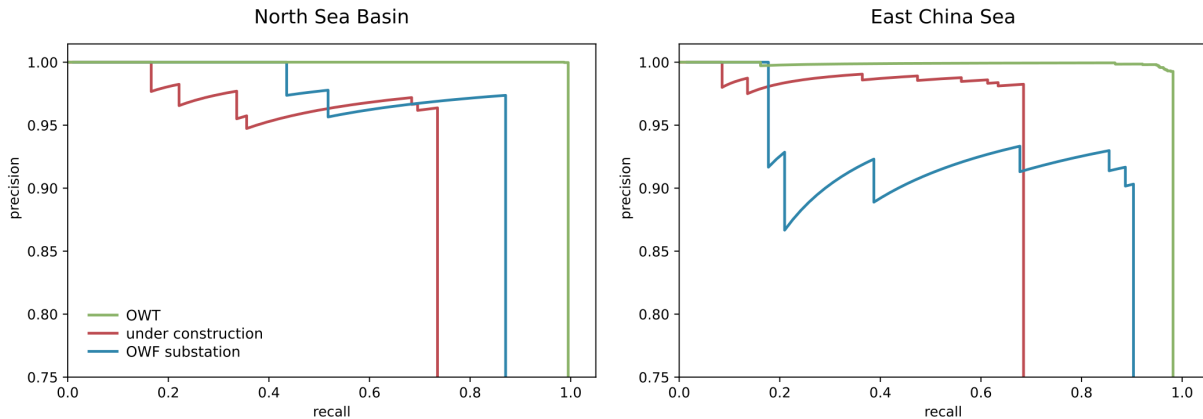 North Sea Basin
1.00
0.95
0.90
0.85
0.80
0.75
precision
0.0 0.2 0.4 0.6 0.8 1.0
recall
OWT
under construction
OWF substation
East China Sea
1.00
0.95
0.90
0.85
0.80
0.75
precision
0.0 0.2 0.4 0.6 0.8 1.0
recall